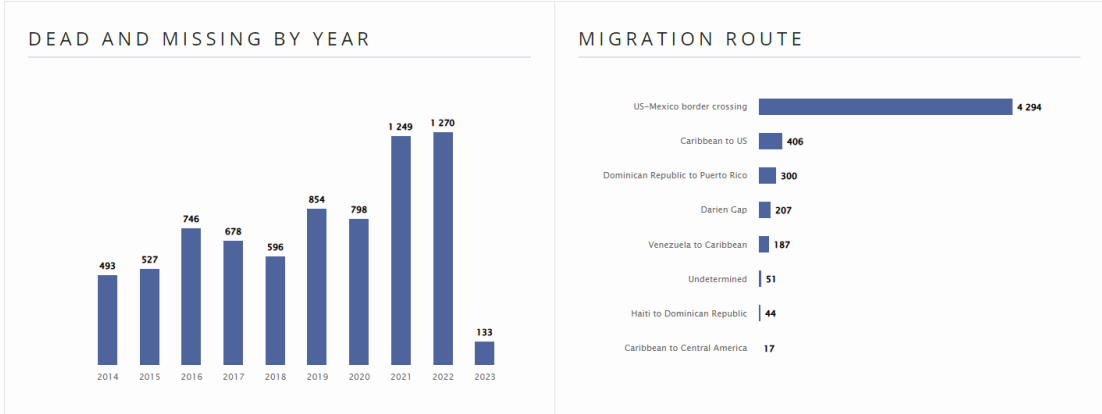 DEAD AND MISSING BY YEAR
493
527
746
678
596
854
798
1 249
1 270
133
2014 2015 2016 2017 2018 2019 2020 2021 2022 2023
MIGRATION ROUTE
US-Mexico border crossing 4 294
Caribbean to US 406
Dominican Republic to Puerto Rico 300
Darien Gap 207
Venezuela to Caribbean 187
Undetermined 51
Haiti to Dominican Republic 44
Caribbean to Central America 17